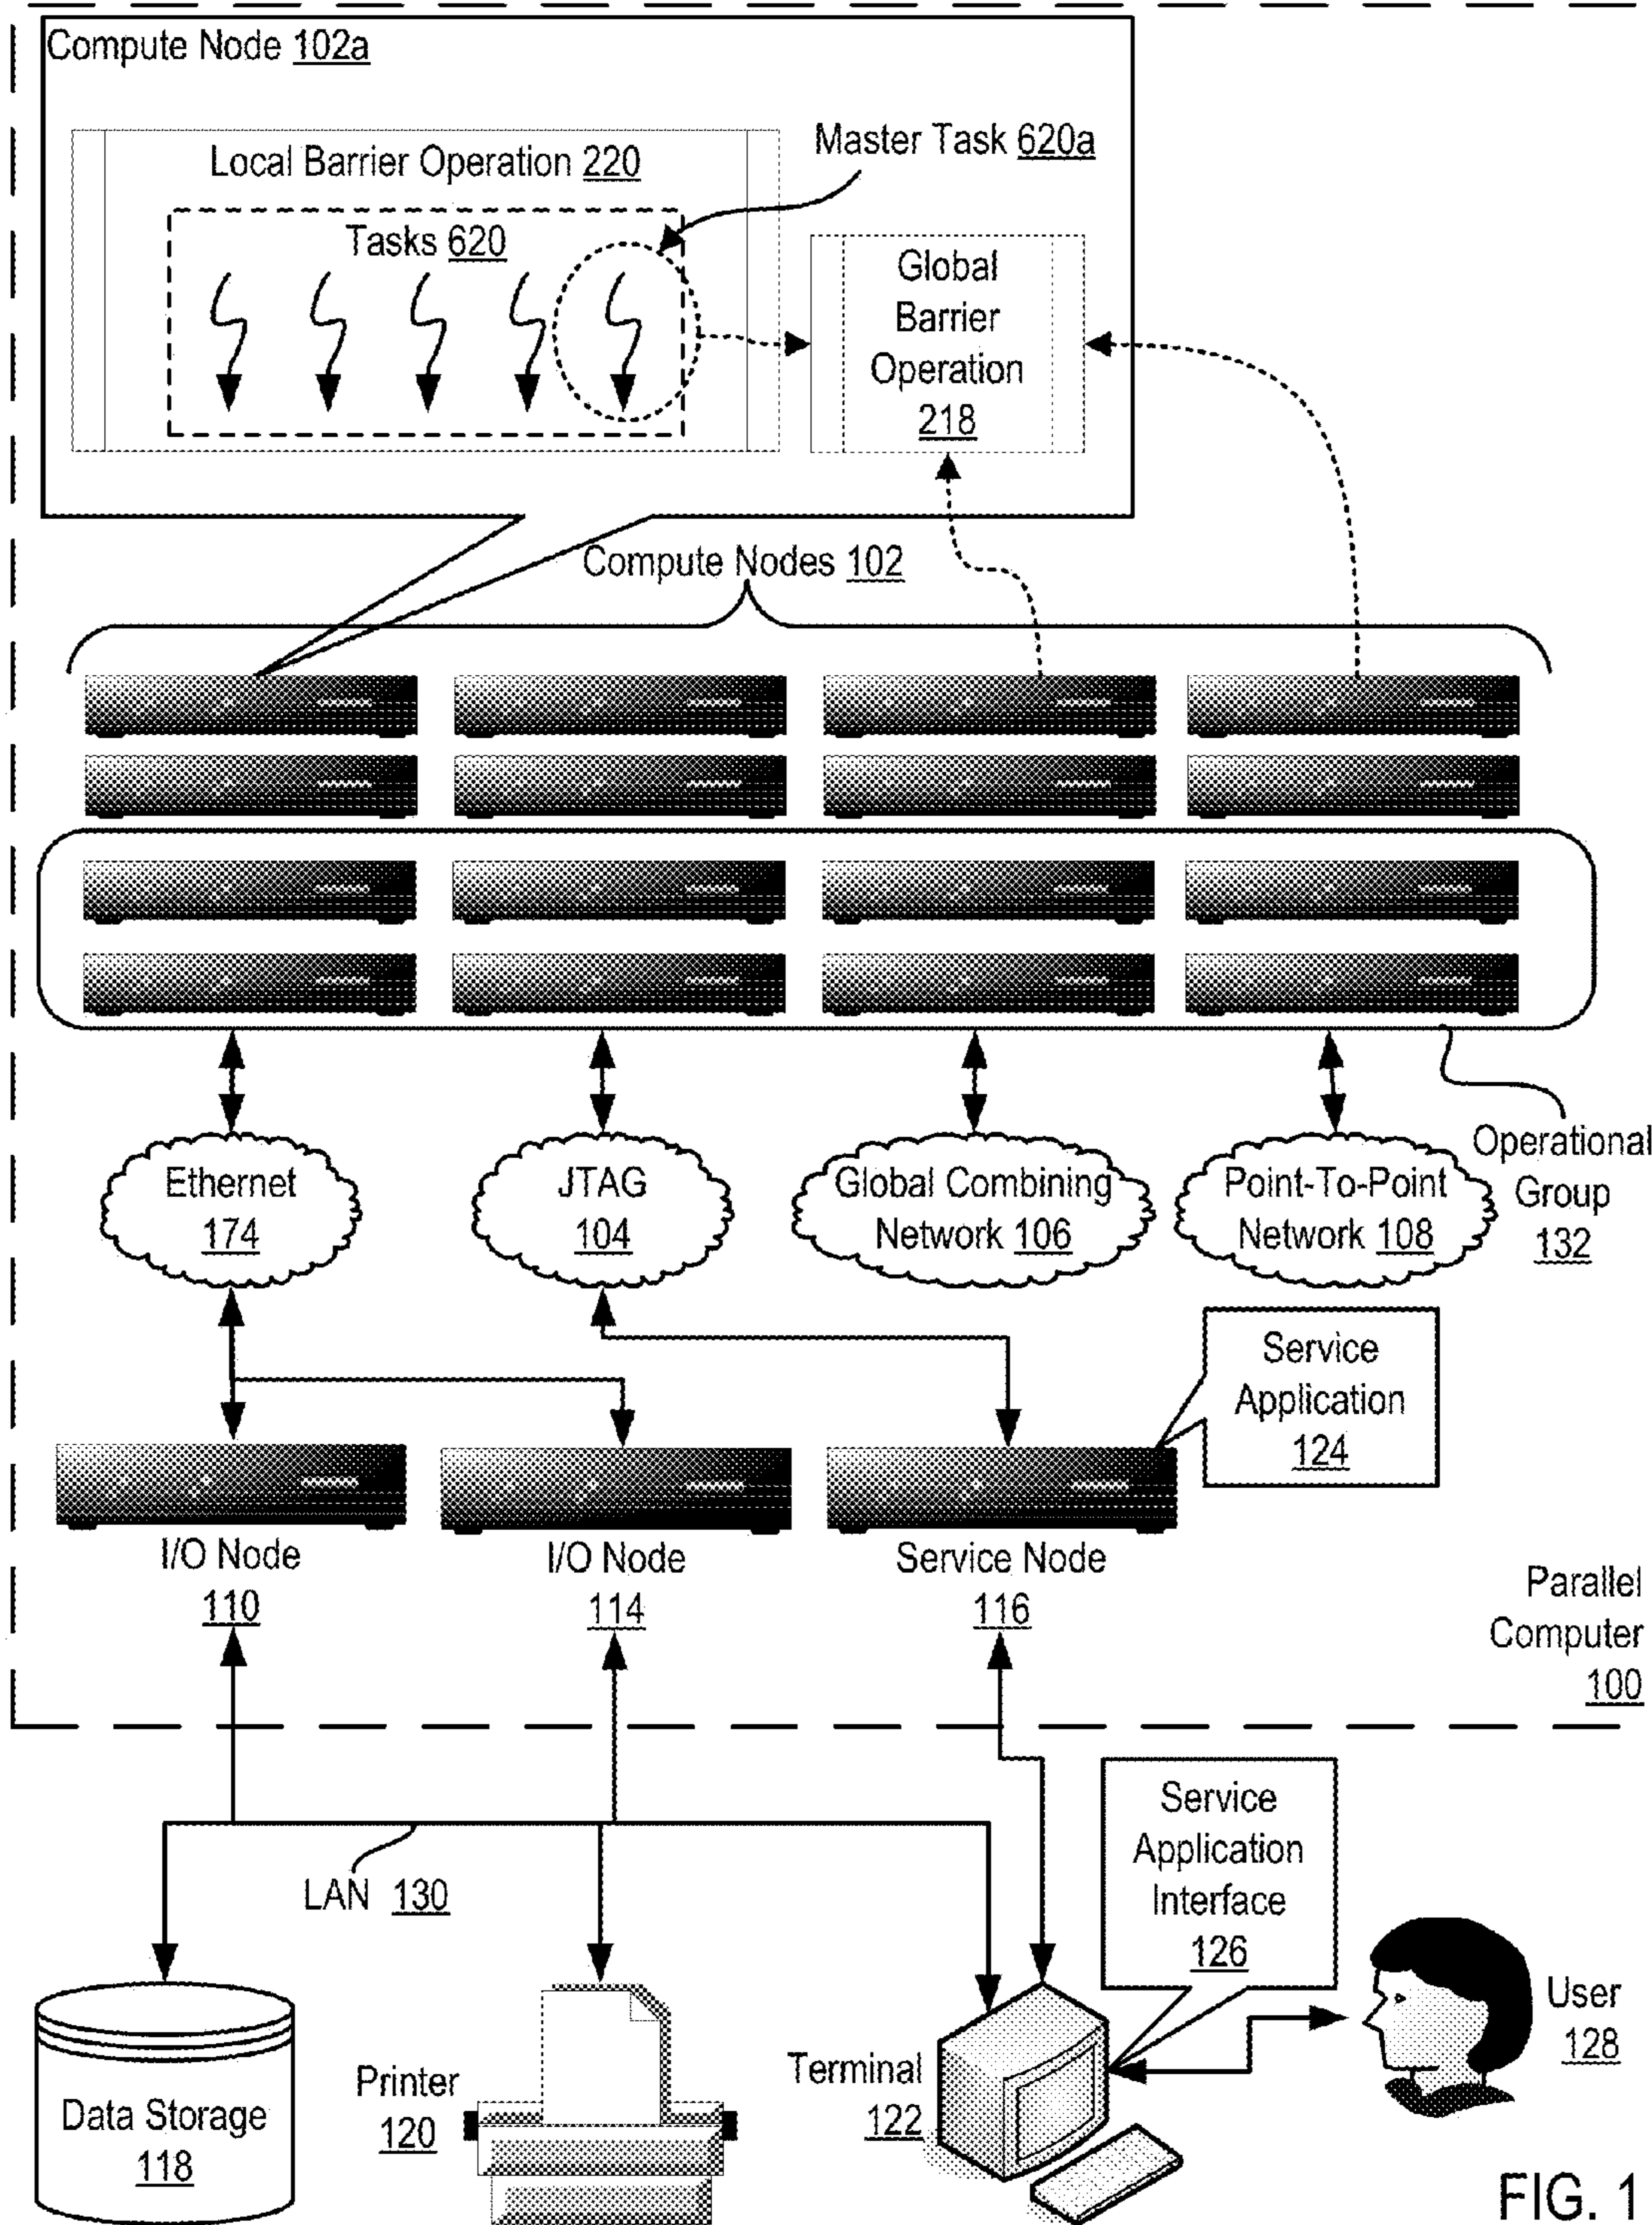 Compute Node 102a
Master Task 620a
Local Barrier Operation 220
Tasks 620
Global
Barrier
Operation
218
Compute Nodes 102
Operational
Group
132
Ethernet
174
JTAG
104
Global Combining
Network 106
Point-To-Point
Network 108
Service
Application
124
I/O Node
110
I/O Node
114
Service Node
116
Parallel
Computer
100
Service
Application
Interface
126
LAN 130
User
128
Data Storage
118
Printer
120
Terminal
122
FIG. 1